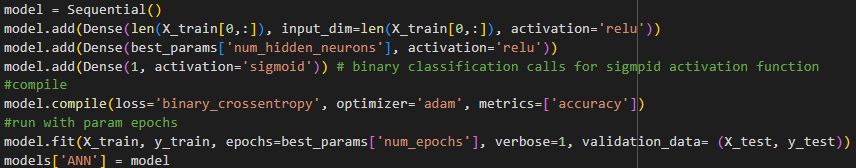 model = Sequential()
model.add(Dense(len(X_train[0,:]), input_dim=len(X_train[0,:]), activation='relu'))
model.add(Dense(best_params['num_hidden_neurons'], activation='relu'))
model.add(Dense(1, activation='sigmoid')) # binary classification calls for sigmpid activation function
#compile
model.compile(loss='binary_crossentropy', optimizer='adam', metrics=['accuracy'])
#run with param epochs
model.fit(X_train, y_train, epochs=best_params['num_epochs'], verbose=1, validation_data= (X_test, y_test))
models['ANN'] = model